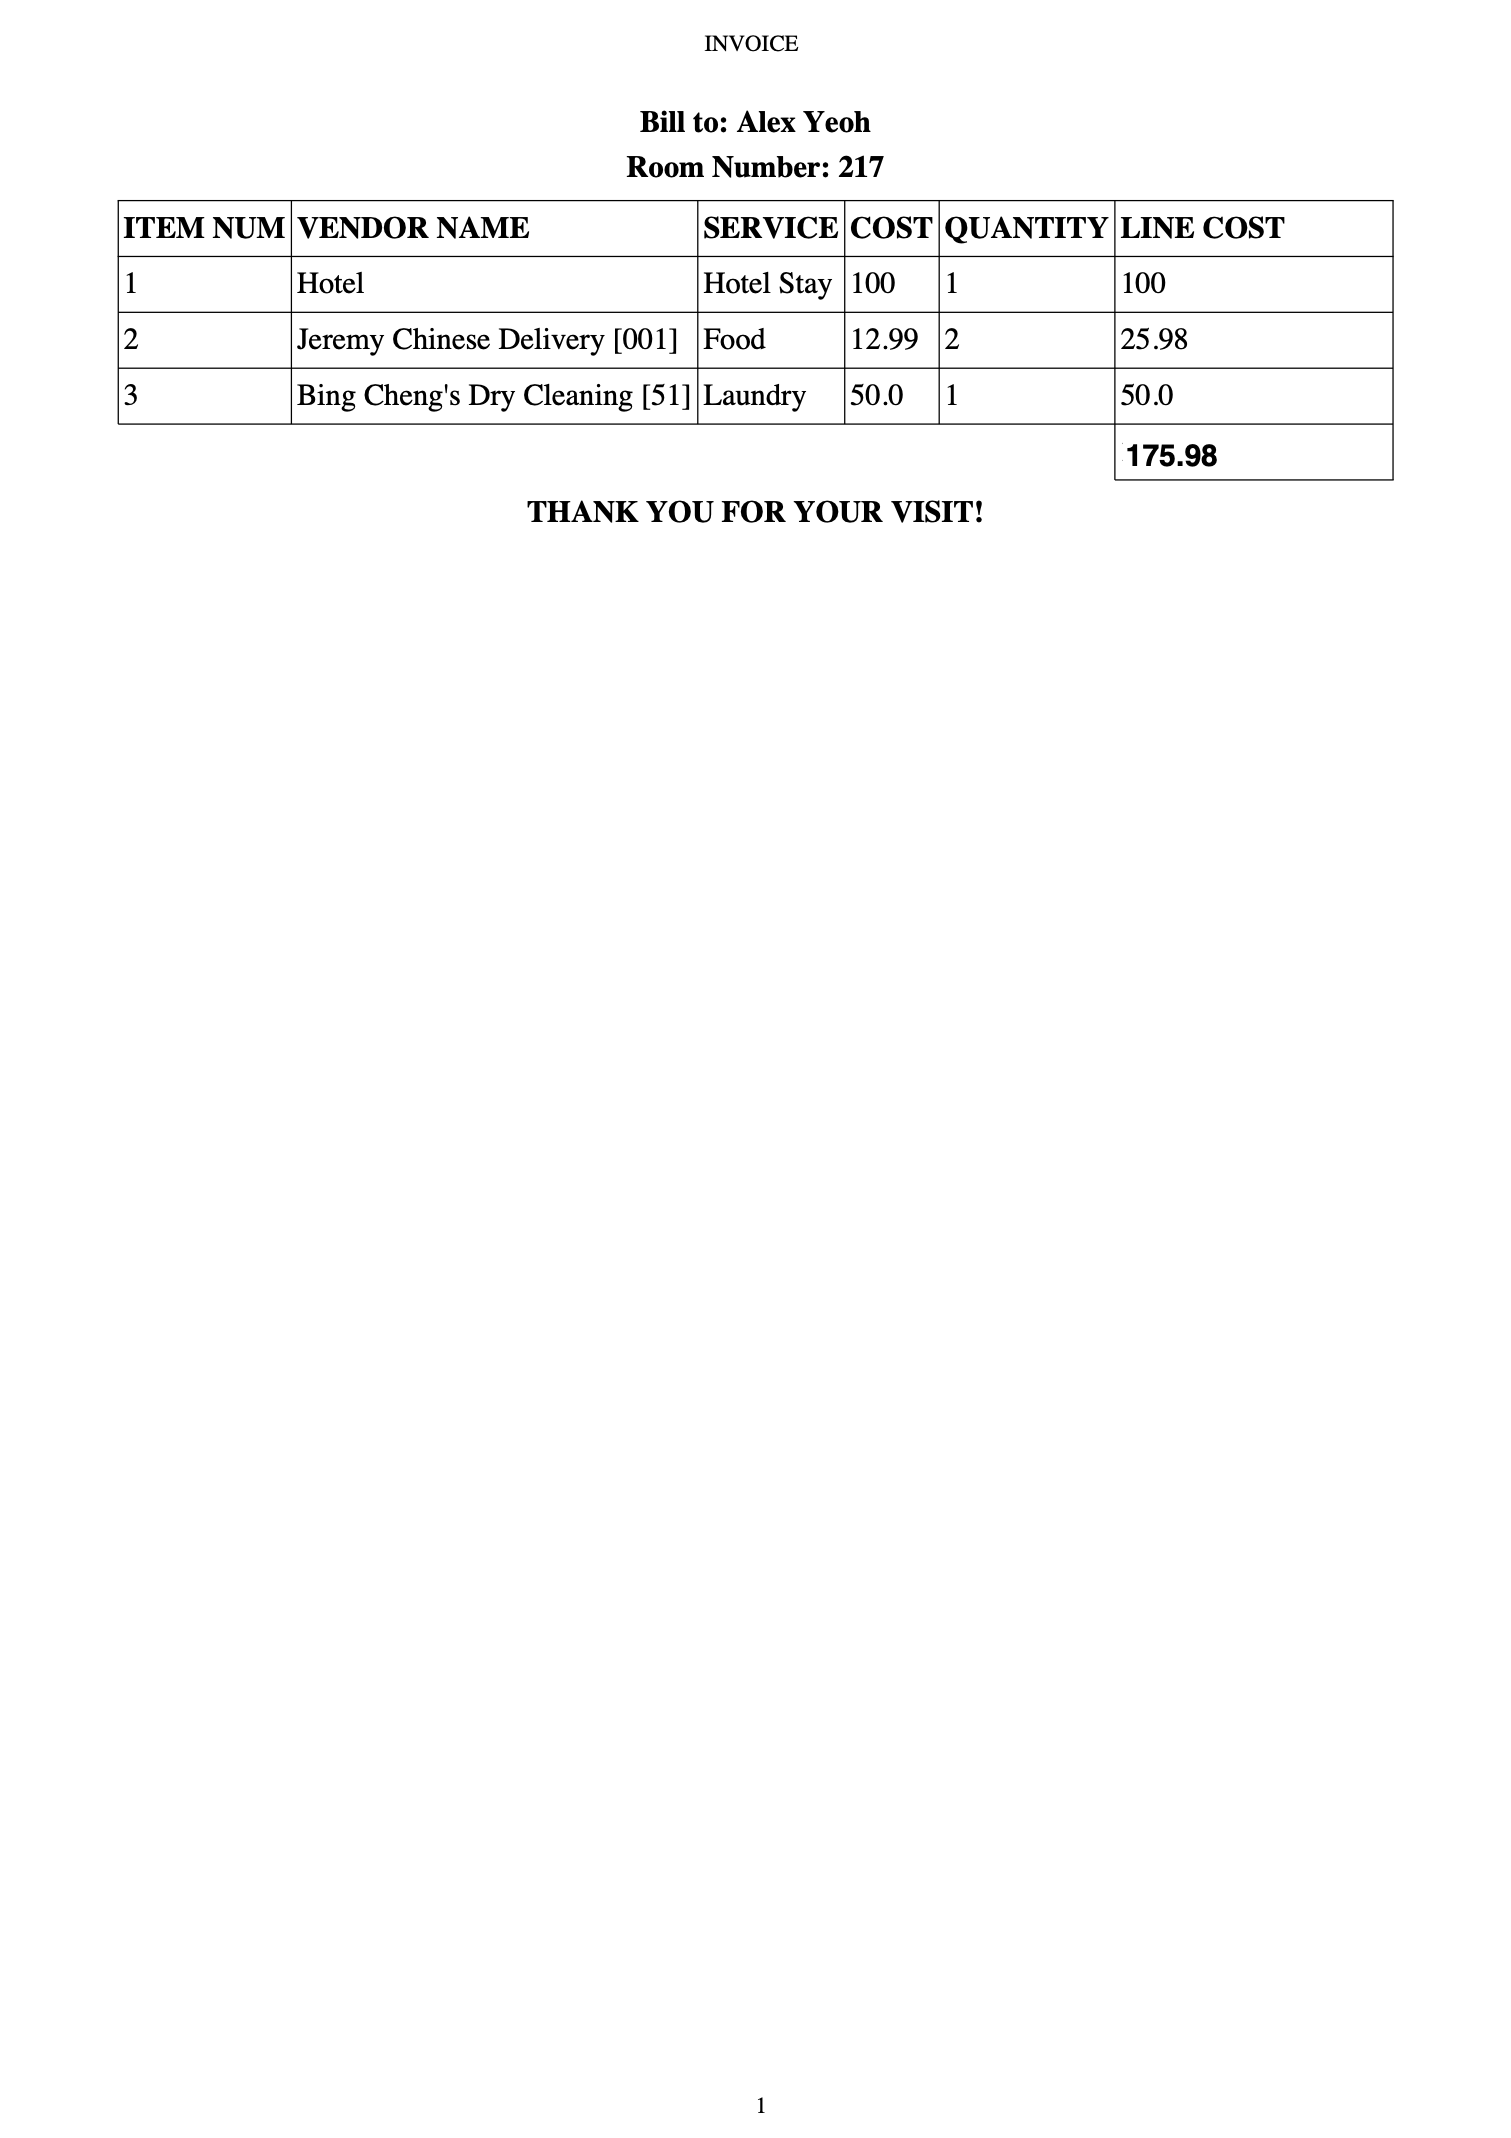 INVOICE
Bill to: Alex Yeoh
Room Number: 217
ITEM NUM VENDOR NAME SERVICE COST QUANTITY LINE COST
1 Hotel Hotel Stay 100 1 100
2 Jeremy Chinese Delivery [001] Food 12.99 2 25.98
3 Bing Cheng's Dry Cleaning [51] Laundry 50.0 1 50.0
175.98
THANK YOU FOR YOUR VISIT!
1